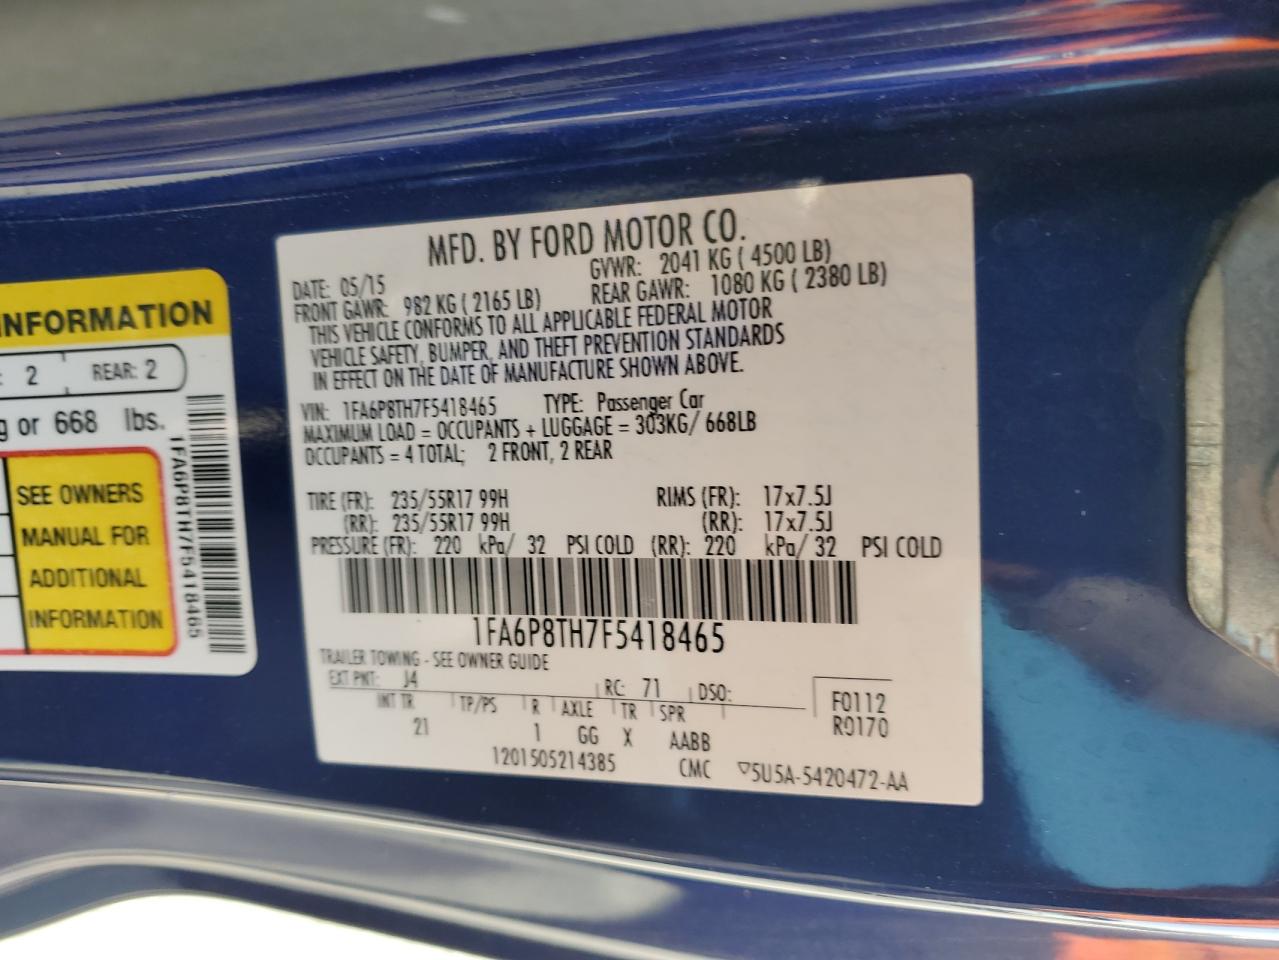 INFORMATION
: 2 REAR: 2
g or 668 lbs.
SEE OWNERS
MANUAL FOR
ADDITIONAL
INFORMATION
1FA6P8TH7F5418465
MFD. BY FORD MOTOR CO.
DATE: 05/15 GVWR: 2041 KG ( 4500 LB)
FRONT GAWR: 982 KG ( 2165 LB) REAR GAWR: 1080 KG ( 2380 LB)
THIS VEHICLE CONFORMS TO ALL APPLICABLE FEDERAL MOTOR
VEHICLE SAFETY, BUMPER, AND THEFT PREVENTION STANDARDS
IN EFFECT ON THE DATE OF MANUFACTURE SHOWN ABOVE.
VIN: 1FA6P8TH7F5418465 TYPE: Passenger Car
MAXIMUM LOAD = OCCUPANTS + LUGGAGE = 303KG/ 668LB
OCCUPANTS = 4 TOTAL; 2 FRONT, 2 REAR
TIRE (FR): 235/55R17 99H RIMS (FR): 17x7.5J
(RR): 235/55R17 99H (RR): 17x7.5J
PRESSURE (FR): 220 kPa/ 32 PSI COLD (RR): 220 kPa/ 32 PSI COLD
1FA6P8TH7F5418465
TRAILER TOWING - SEE OWNER GUIDE
EXT PNT: J4 RC: 71 DSO: F0112
INT TR TP/PS R AXLE TR SPR R0170
21 1 GG X AABB
1201505214385 CMC ▽5U5A-5420472-AA